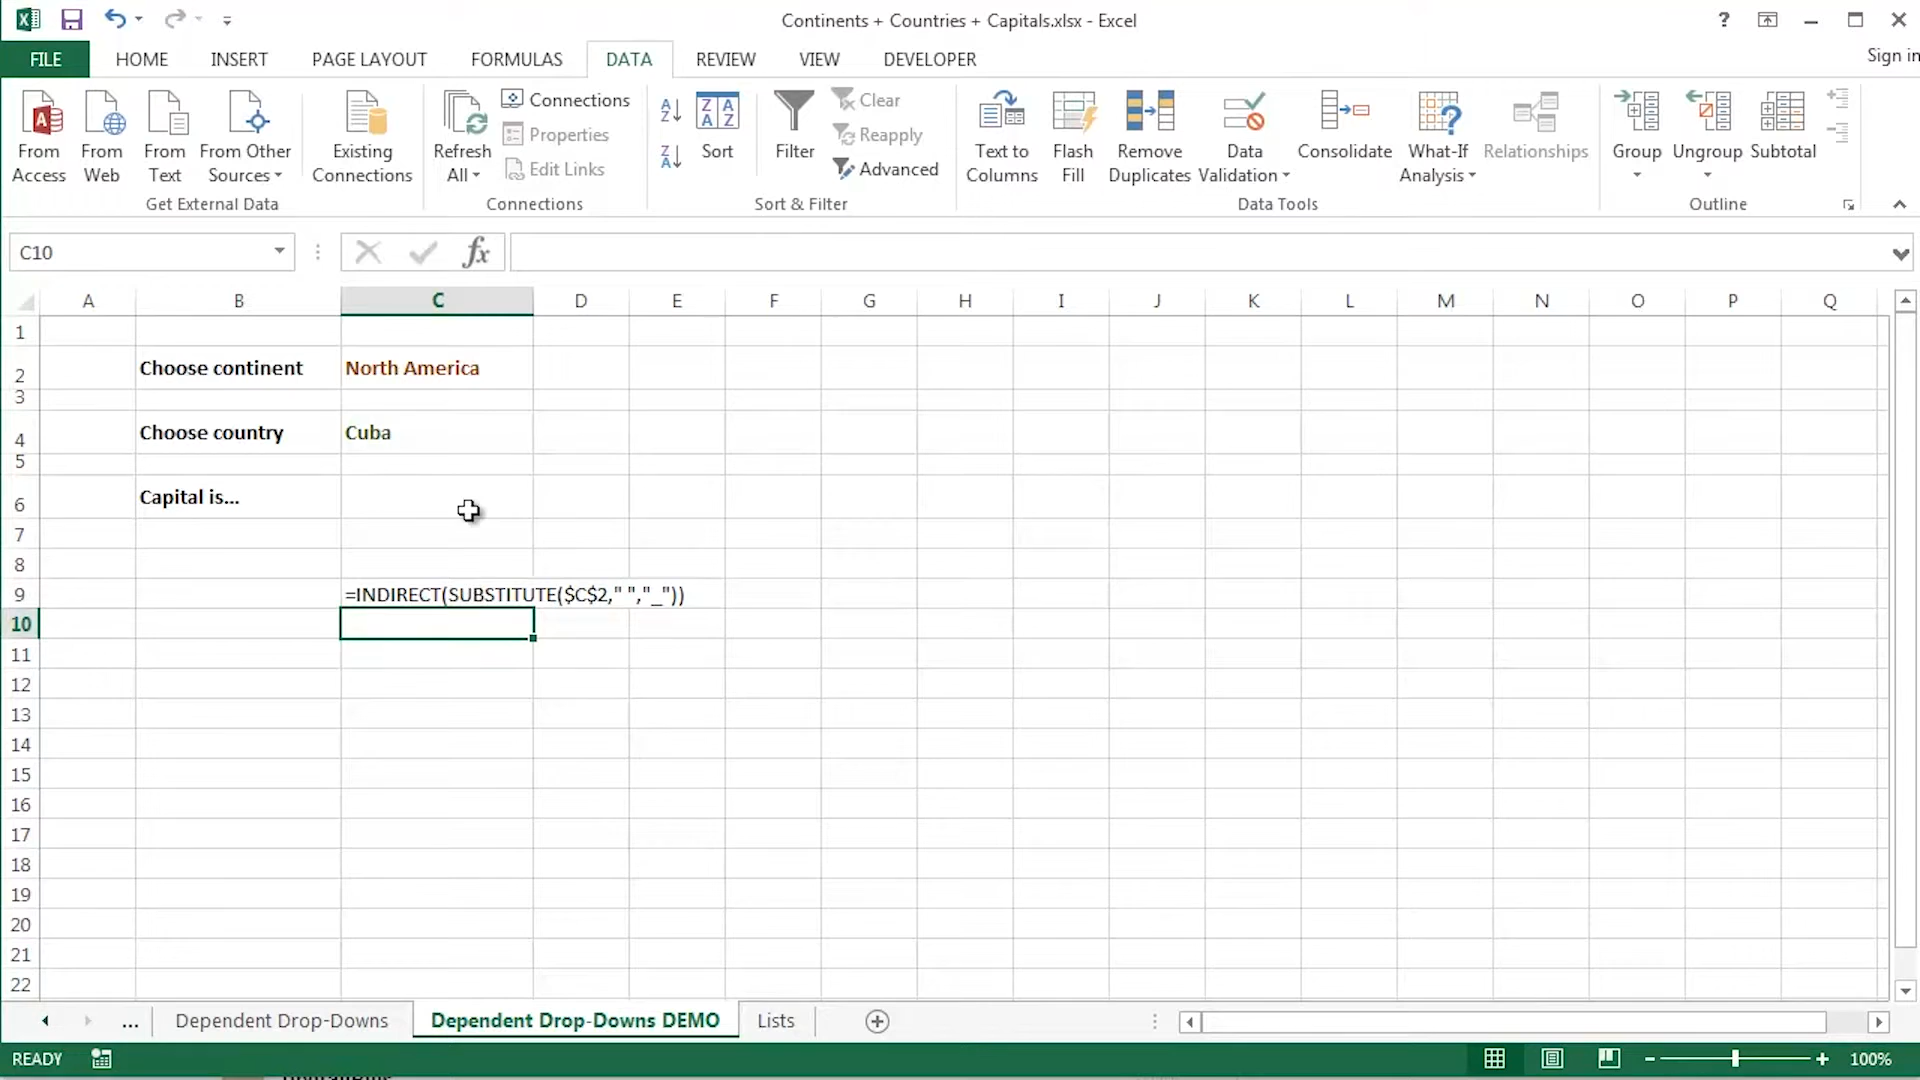 Continents + Countries + Capitals.xlsx - Excel
?
Sign in
FILE HOME INSERT PAGE LAYOUT FORMULAS DATA REVIEW VIEW DEVELOPER
From Access
From Web
From Text
From Other Sources
Existing Connections
Get External Data
Refresh All
Connections
Properties
Edit Links
Connections
Sort
Filter
Clear
Reapply
Advanced
Sort & Filter
Text to Columns
Flash Fill
Remove Duplicates
Data Validation
Consolidate
What-If Analysis
Relationships
Data Tools
Group
Ungroup
Subtotal
Outline
C10 fx
A B C D E F G H I J K L M N O P Q
1
2 Choose continent North America
3
4 Choose country Cuba
5
6 Capital is...
7
8
9 =INDIRECT(SUBSTITUTE($C$2," ","_"))
10
11
12
13
14
15
16
17
18
19
20
21
22
... Dependent Drop-Downs Dependent Drop-Downs DEMO Lists
READY 100%